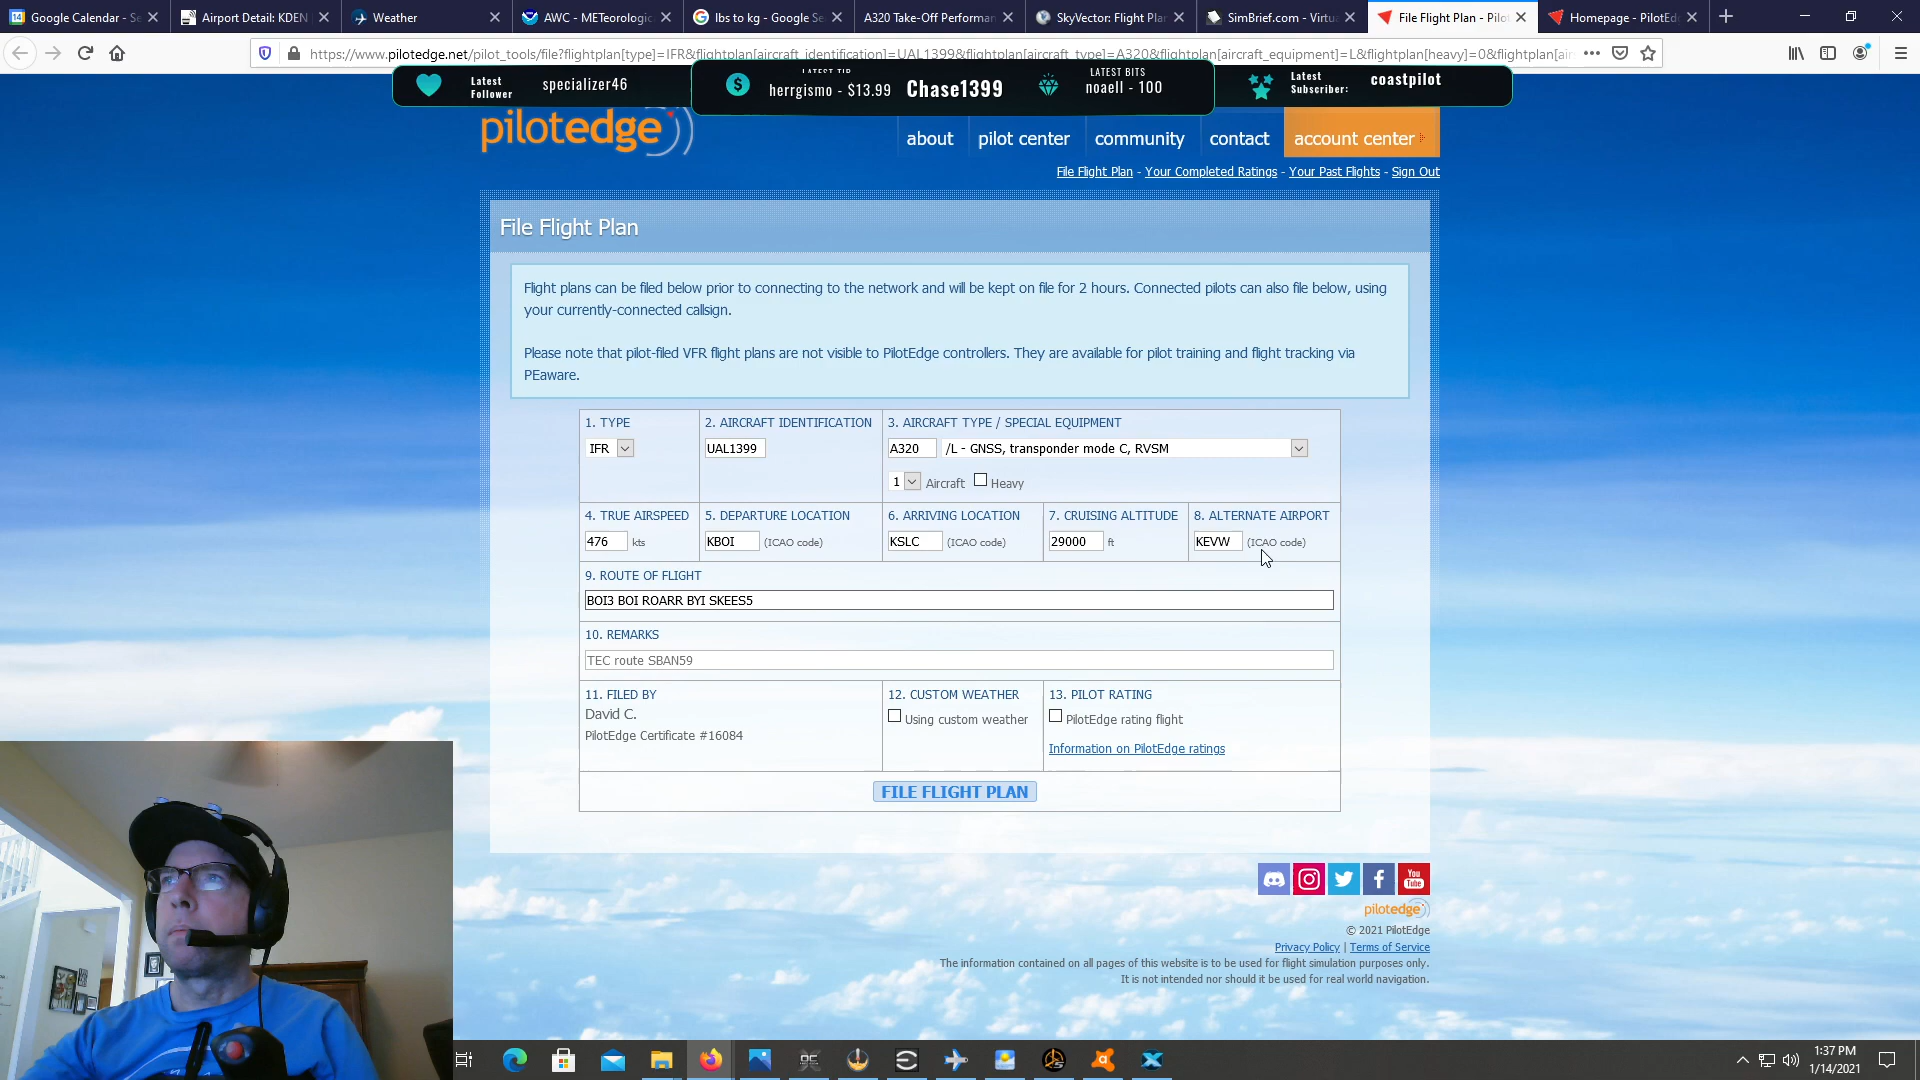 Google Calendar - Se
Airport Detail: KDEN
Weather
AWC - METeorologic
lbs to kg - Google Se
A320 Take-Off Performan
SkyVector: Flight Plan
SimBrief.com - Virtu
File Flight Plan - Pilot
Homepage - PilotEd
https://www.pilotedge.net/pilot_tools/file?flightplan[type]=IFR&flightplan[aircraft_identification]=UAL1399&flightplan[aircraft_type]=A320&flightplan[aircraft_equipment]=L&flightplan[heavy]=0&flightplan[air
Latest Follower
specializer46
LATEST TIP
herrgismo - $13.99
Chase1399
LATEST BITS
noaell - 100
Latest Subscriber:
coastpilot
pilotedge
about
pilot center
community
contact
account center
File Flight Plan - Your Completed Ratings - Your Past Flights - Sign Out
File Flight Plan
Flight plans can be filed below prior to connecting to the network and will be kept on file for 2 hours. Connected pilots can also file below, using
your currently-connected callsign.
Please note that pilot-filed VFR flight plans are not visible to PilotEdge controllers. They are available for pilot training and flight tracking via
PEaware.
1. TYPE
2. AIRCRAFT IDENTIFICATION
3. AIRCRAFT TYPE / SPECIAL EQUIPMENT
IFR
UAL1399
A320
/L - GNSS, transponder mode C, RVSM
1 Aircraft
Heavy
4. TRUE AIRSPEED
5. DEPARTURE LOCATION
6. ARRIVING LOCATION
7. CRUISING ALTITUDE
8. ALTERNATE AIRPORT
476 kts
KBOI (ICAO code)
KSLC (ICAO code)
29000 ft
KEVW (ICAO code)
9. ROUTE OF FLIGHT
BOI3 BOI ROARR BYI SKEES5
10. REMARKS
TEC route SBAN59
11. FILED BY
12. CUSTOM WEATHER
13. PILOT RATING
David C.
Using custom weather
PilotEdge rating flight
PilotEdge Certificate #16084
Information on PilotEdge ratings
FILE FLIGHT PLAN
You
Tube
pilotedge
© 2021 PilotEdge
Privacy Policy | Terms of Service
The information contained on all pages of this website is to be used for flight simulation purposes only.
It is not intended nor should it be used for real world navigation.
1:37 PM
1/14/2021